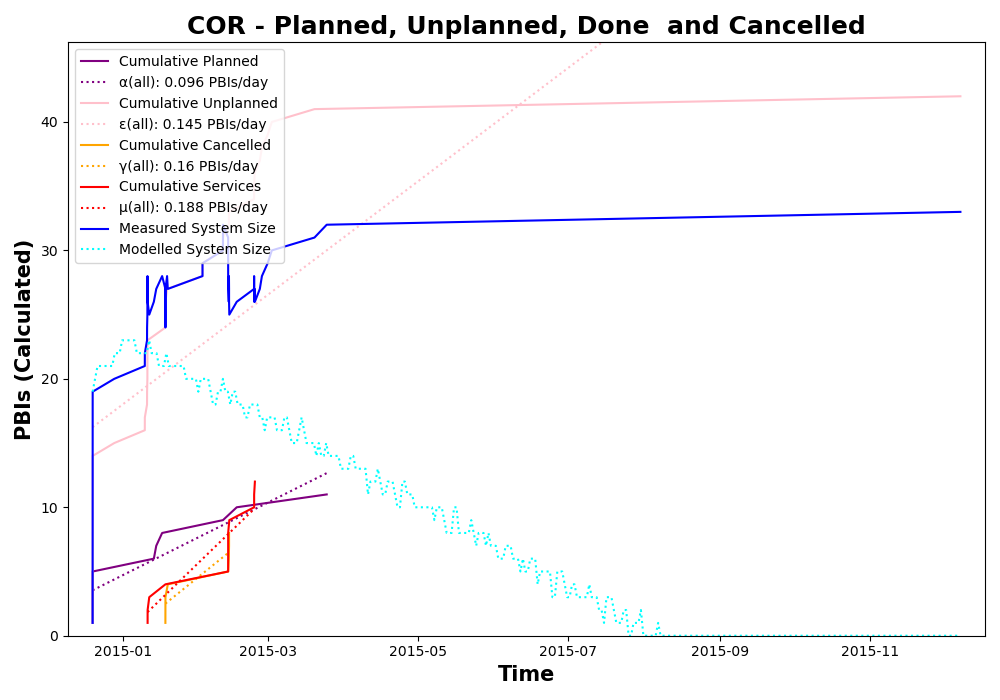 COR - Planned, Unplanned, Done  and Cancelled
Cumulative Planned
α(all): 0.096 PBIs/day
Cumulative Unplanned
ε(all): 0.145 PBIs/day
Cumulative Cancelled
γ(all): 0.16 PBIs/day
Cumulative Services
μ(all): 0.188 PBIs/day
Measured System Size
Modelled System Size
PBIs (Calculated)
40
30
20
10
0
2015-01 2015-03 2015-05 2015-07 2015-09 2015-11
Time